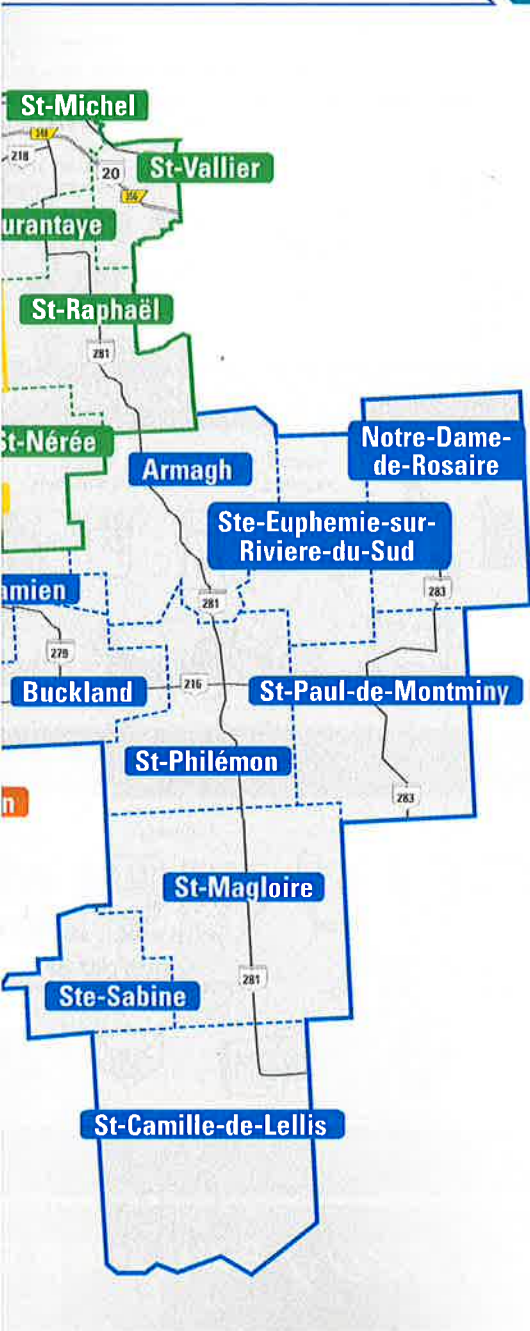 St-Michel
218
20
St-Vallier
urantaye
St-Raphaël
281
St-Nérée
Armagh
Notre-Dame-
de-Rosaire
Ste-Euphemie-sur-
Riviere-du-Sud
amien
281
283
279
Buckland
216
St-Paul-de-Montminy
St-Philémon
n
283
St-Magloire
281
Ste-Sabine
St-Camille-de-Lellis